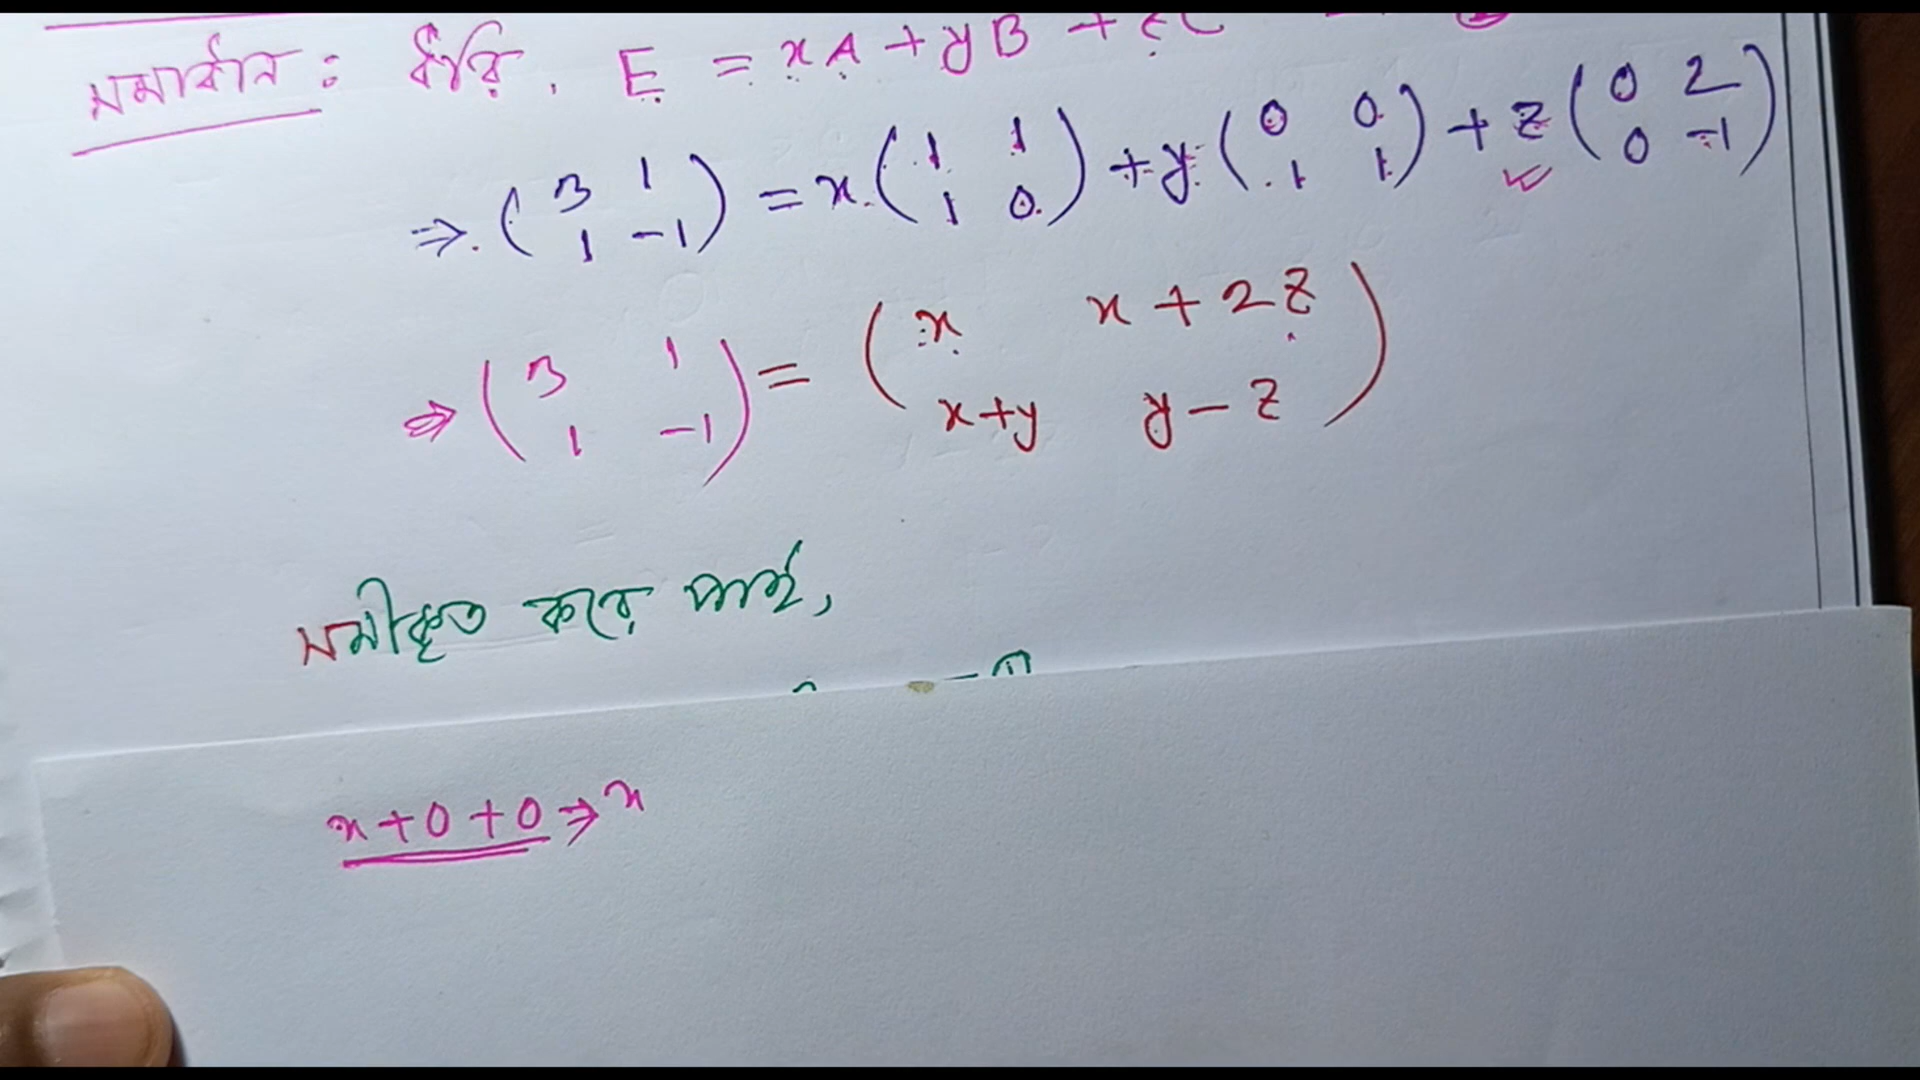 সমাধান : ধরি, E = xA + yB + zC
⇒ (3 1 1 -1) = x (1 1 1 0) + y (0 0 1 1) + z (0 2 0 -1)
⇒ (3 1 1 -1) = (x x + 2z x+y y - z)
সমীকৃত করে পাই,
x + 0 + 0 ⇒ x